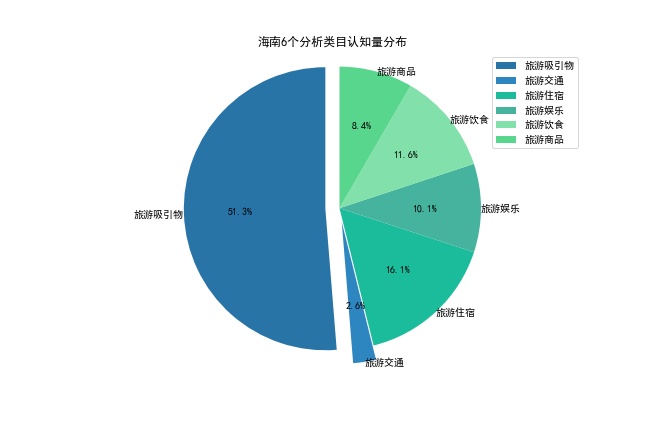 海南6个分析类目认知量分布
旅游吸引物
旅游交通
旅游住宿
旅游娱乐
旅游饮食
旅游商品
旅游商品
8.4%
旅游饮食
11.6%
旅游吸引物
51.3%
10.1%
旅游娱乐
16.1%
2.6%
旅游住宿
旅游交通